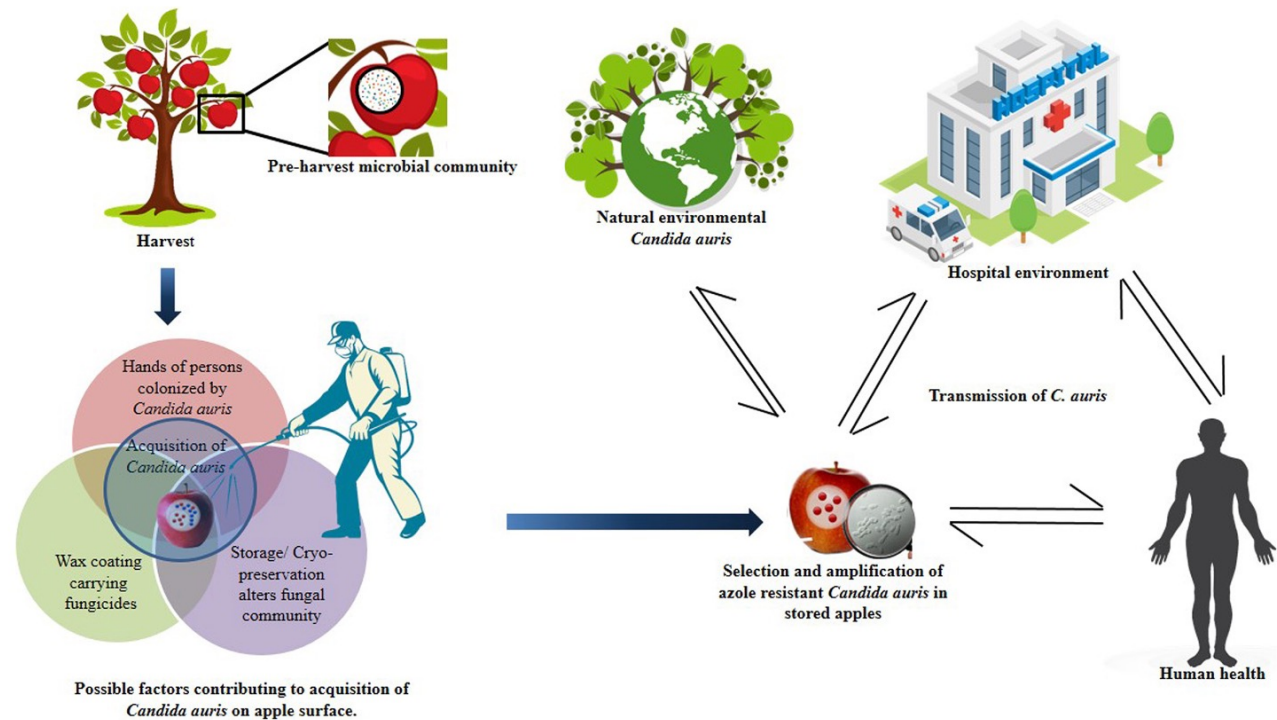 Pre-harvest microbial community
Harvest
Natural environmental
Candida auris
HOSPITAL
Hospital environment
Hands of persons
colonized by
Candida auris
Acquisition of
Candida auris
Wax coating
carrying
fungicides
Storage/ Cryo-
preservation
alters fungal
community
Possible factors contributing to acquisition of
Candida auris on apple surface.
Transmission of C. auris
Selection and amplification of
azole resistant Candida auris in
stored apples
Human health